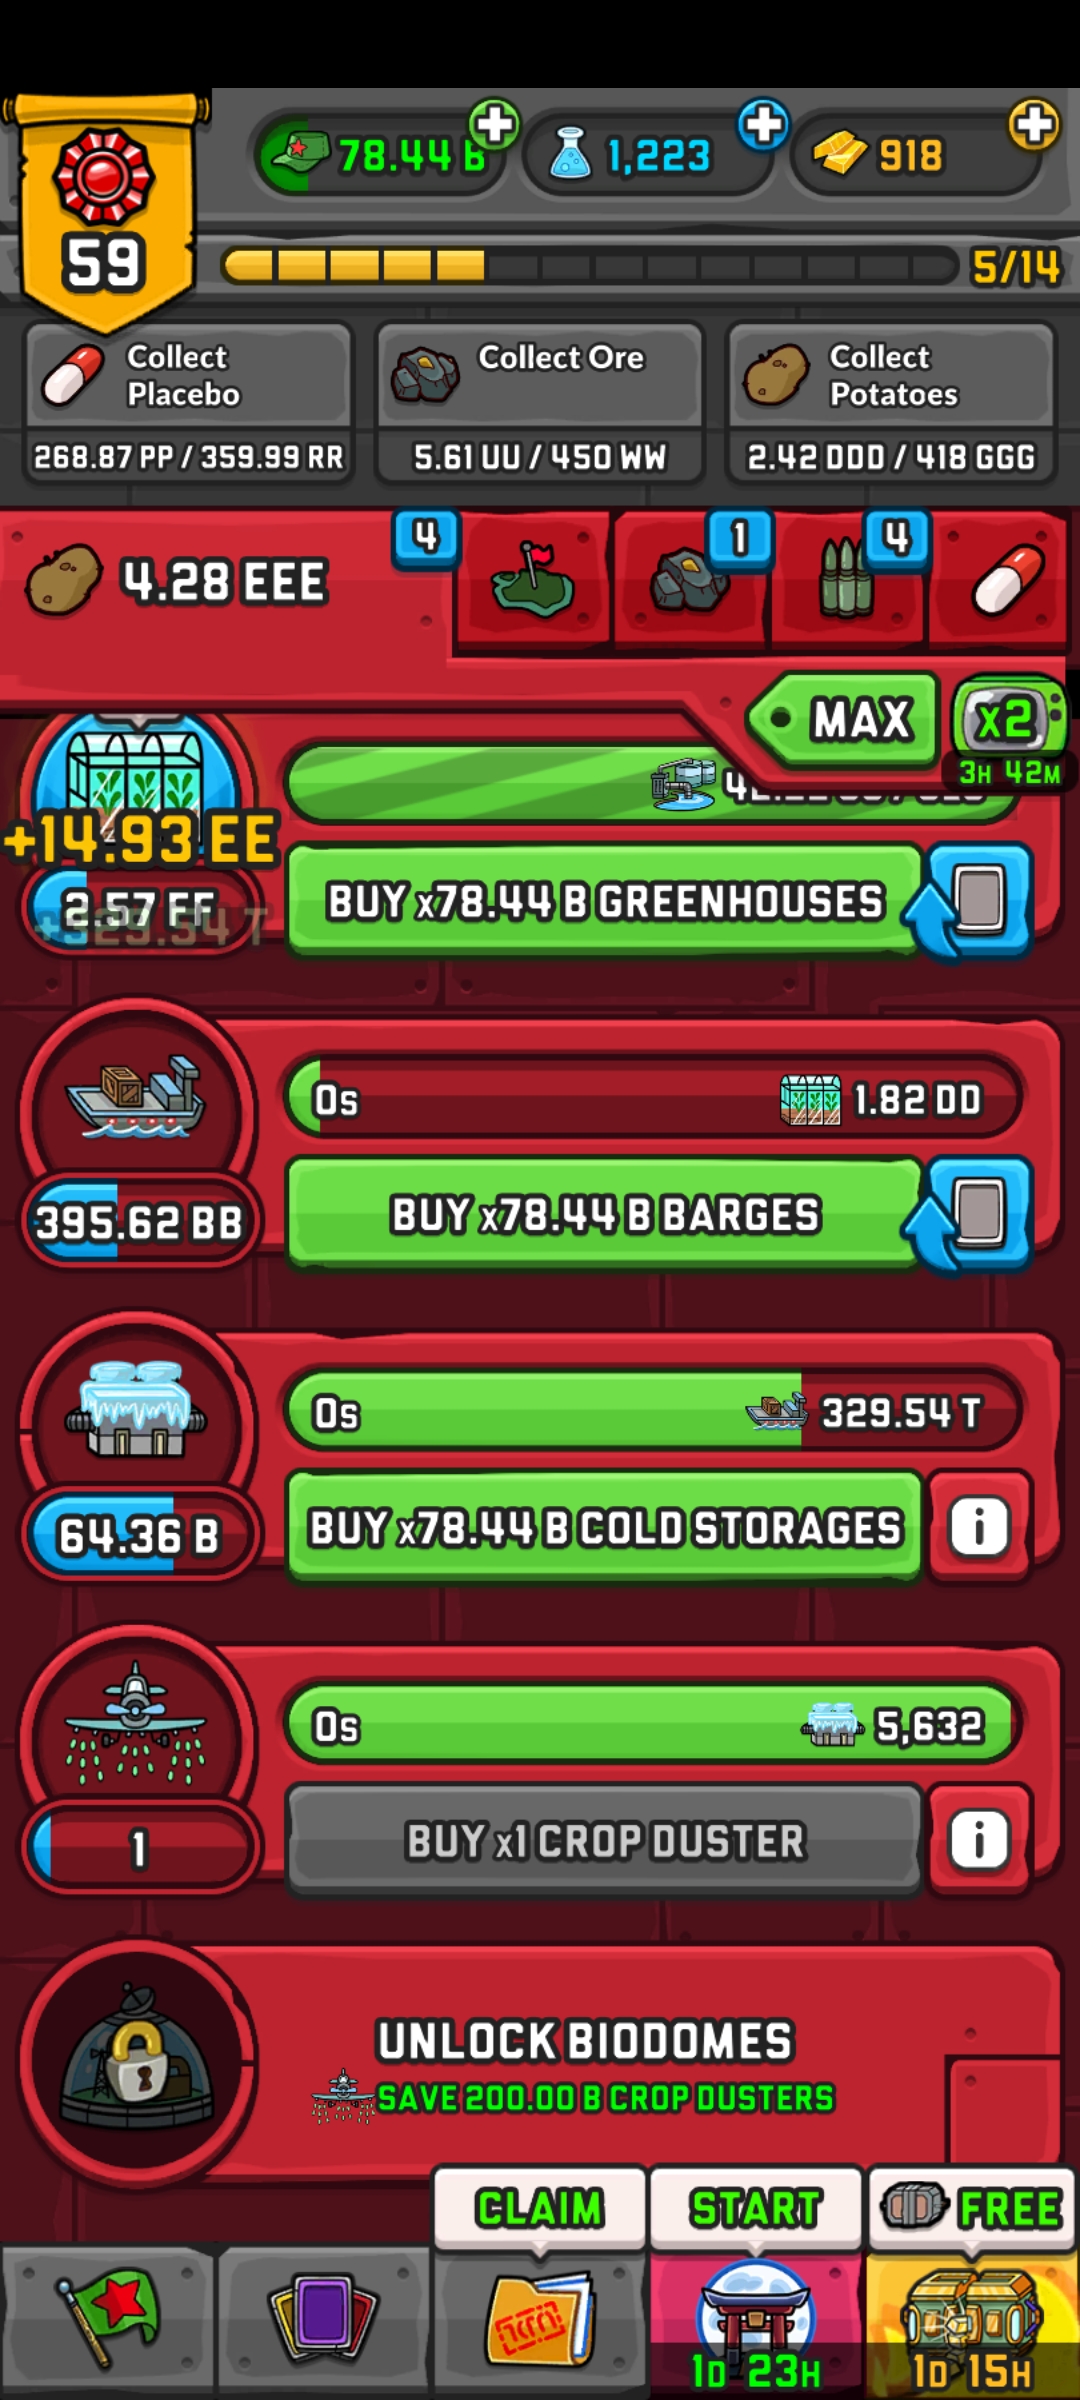 78.44 B
1,223
918
59
5/14
Collect
Placebo
268.87 PP / 359.99 RR
Collect Ore
5.61 UU / 450 WW
Collect
Potatoes
2.42 DDD / 418 GGG
4.28 EEE
4
1
4
MAX
x2
3H 42M
+14.93 EE
2.57 FF
+329.54 T
BUY x78.44 B GREENHOUSES
0s
1.82 DD
395.62 BB
BUY x78.44 B BARGES
0s
329.54 T
64.36 B
BUY x78.44 B COLD STORAGES
i
0s
5,632
1
BUY x1 CROP DUSTER
i
UNLOCK BIODOMES
SAVE 200.00 B CROP DUSTERS
CLAIM
START
FREE
1D 23H
1D 15H